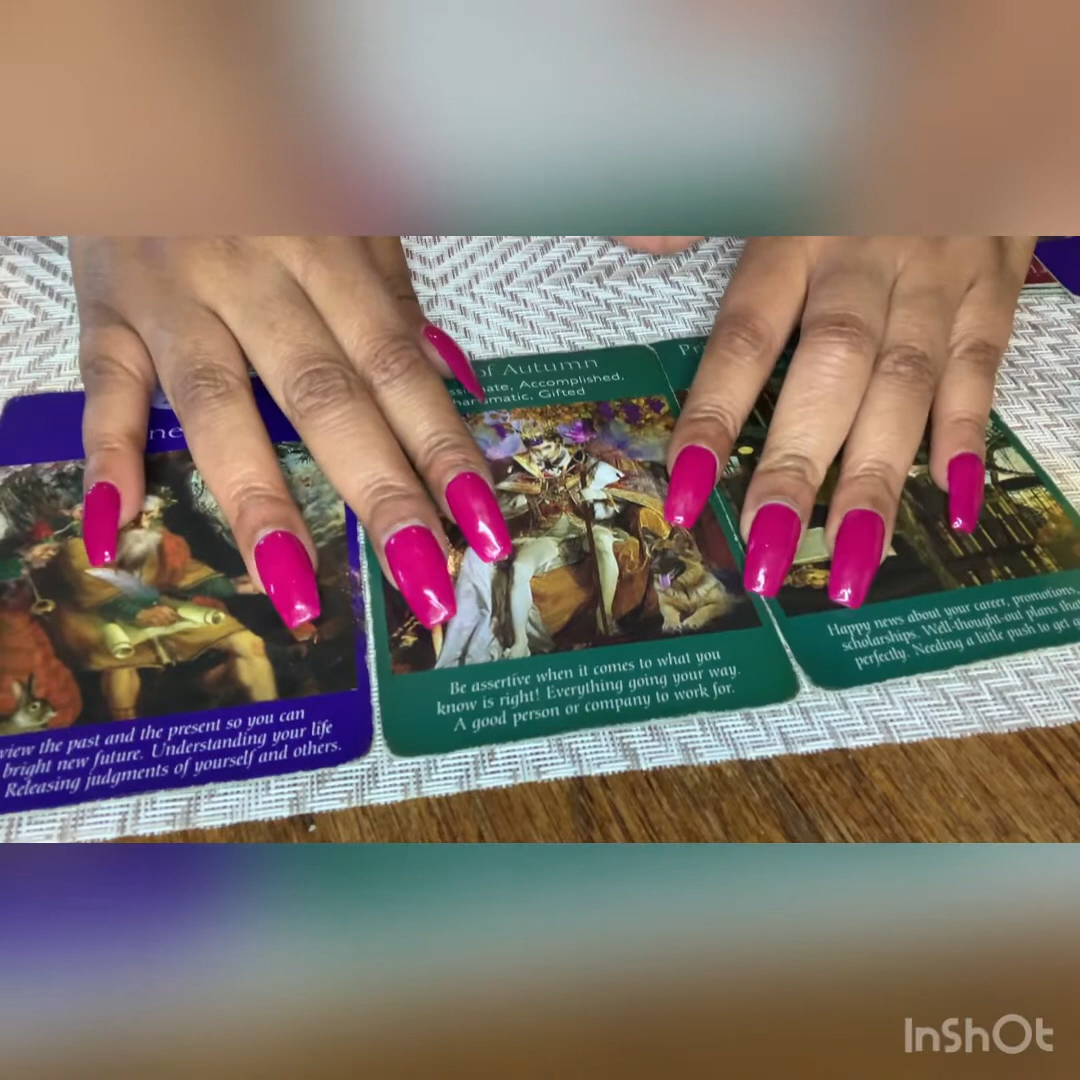 of Autumn
Accomplished,
Gifted
Be assertive when it comes to what you
know is right! Everything going your way.
A good person or company to work for.
Happy news about your career, promotions,
scholarships. Well-thought-out plans that
perfectly. Needing a little push to get
view the past and the present so you can
bright new future. Understanding your life
Releasing judgments of yourself and others.
InShOt